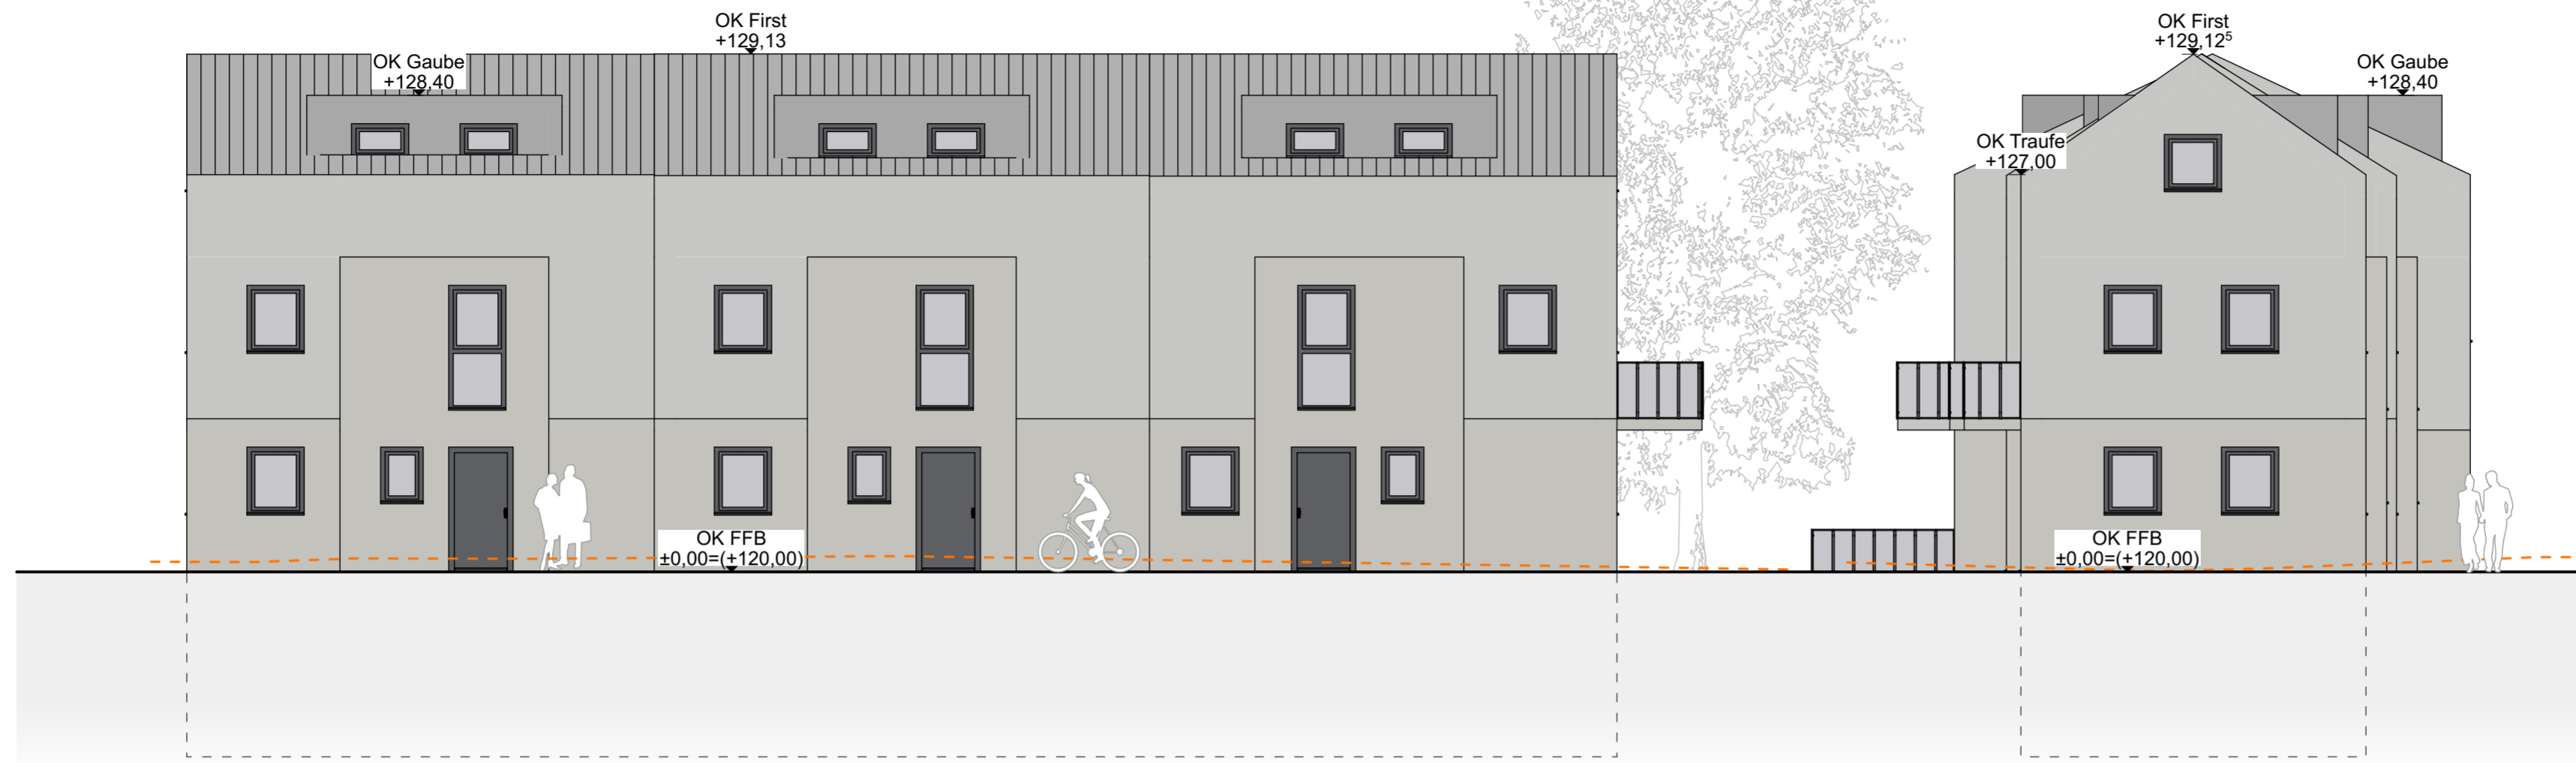 OK First
+129,13
OK Gaube
+128,40
OK First
+129,12⁵
OK Gaube
+128,40
OK Traufe
+127,00
OK FFB
±0,00=(+120,00)
OK FFB
±0,00=(+120,00)